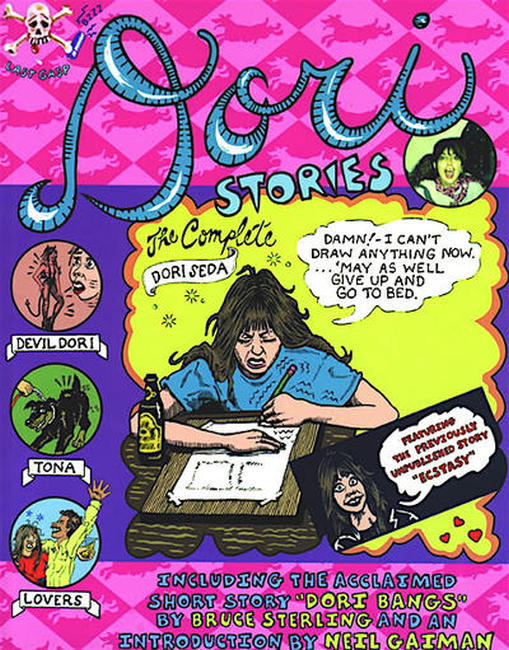 BZZZ
LAST GASP
Dori
STORIES
The Complete
DORI SEDA
DAMN!-I CAN'T
DRAW ANYTHING NOW.
...'MAY AS WELL
GIVE UP AND
GO TO BED.
DEVIL DORI
TONA
LOVERS
FEATURING
THE PREVIOUSLY
UNPUBLISHED STORY
"ECSTASY"
INCLUDING THE ACCLAIMED
SHORT STORY "DORI BANGS"
BY BRUCE STERLING AND AN
INTRODUCTION BY NEIL GAIMAN